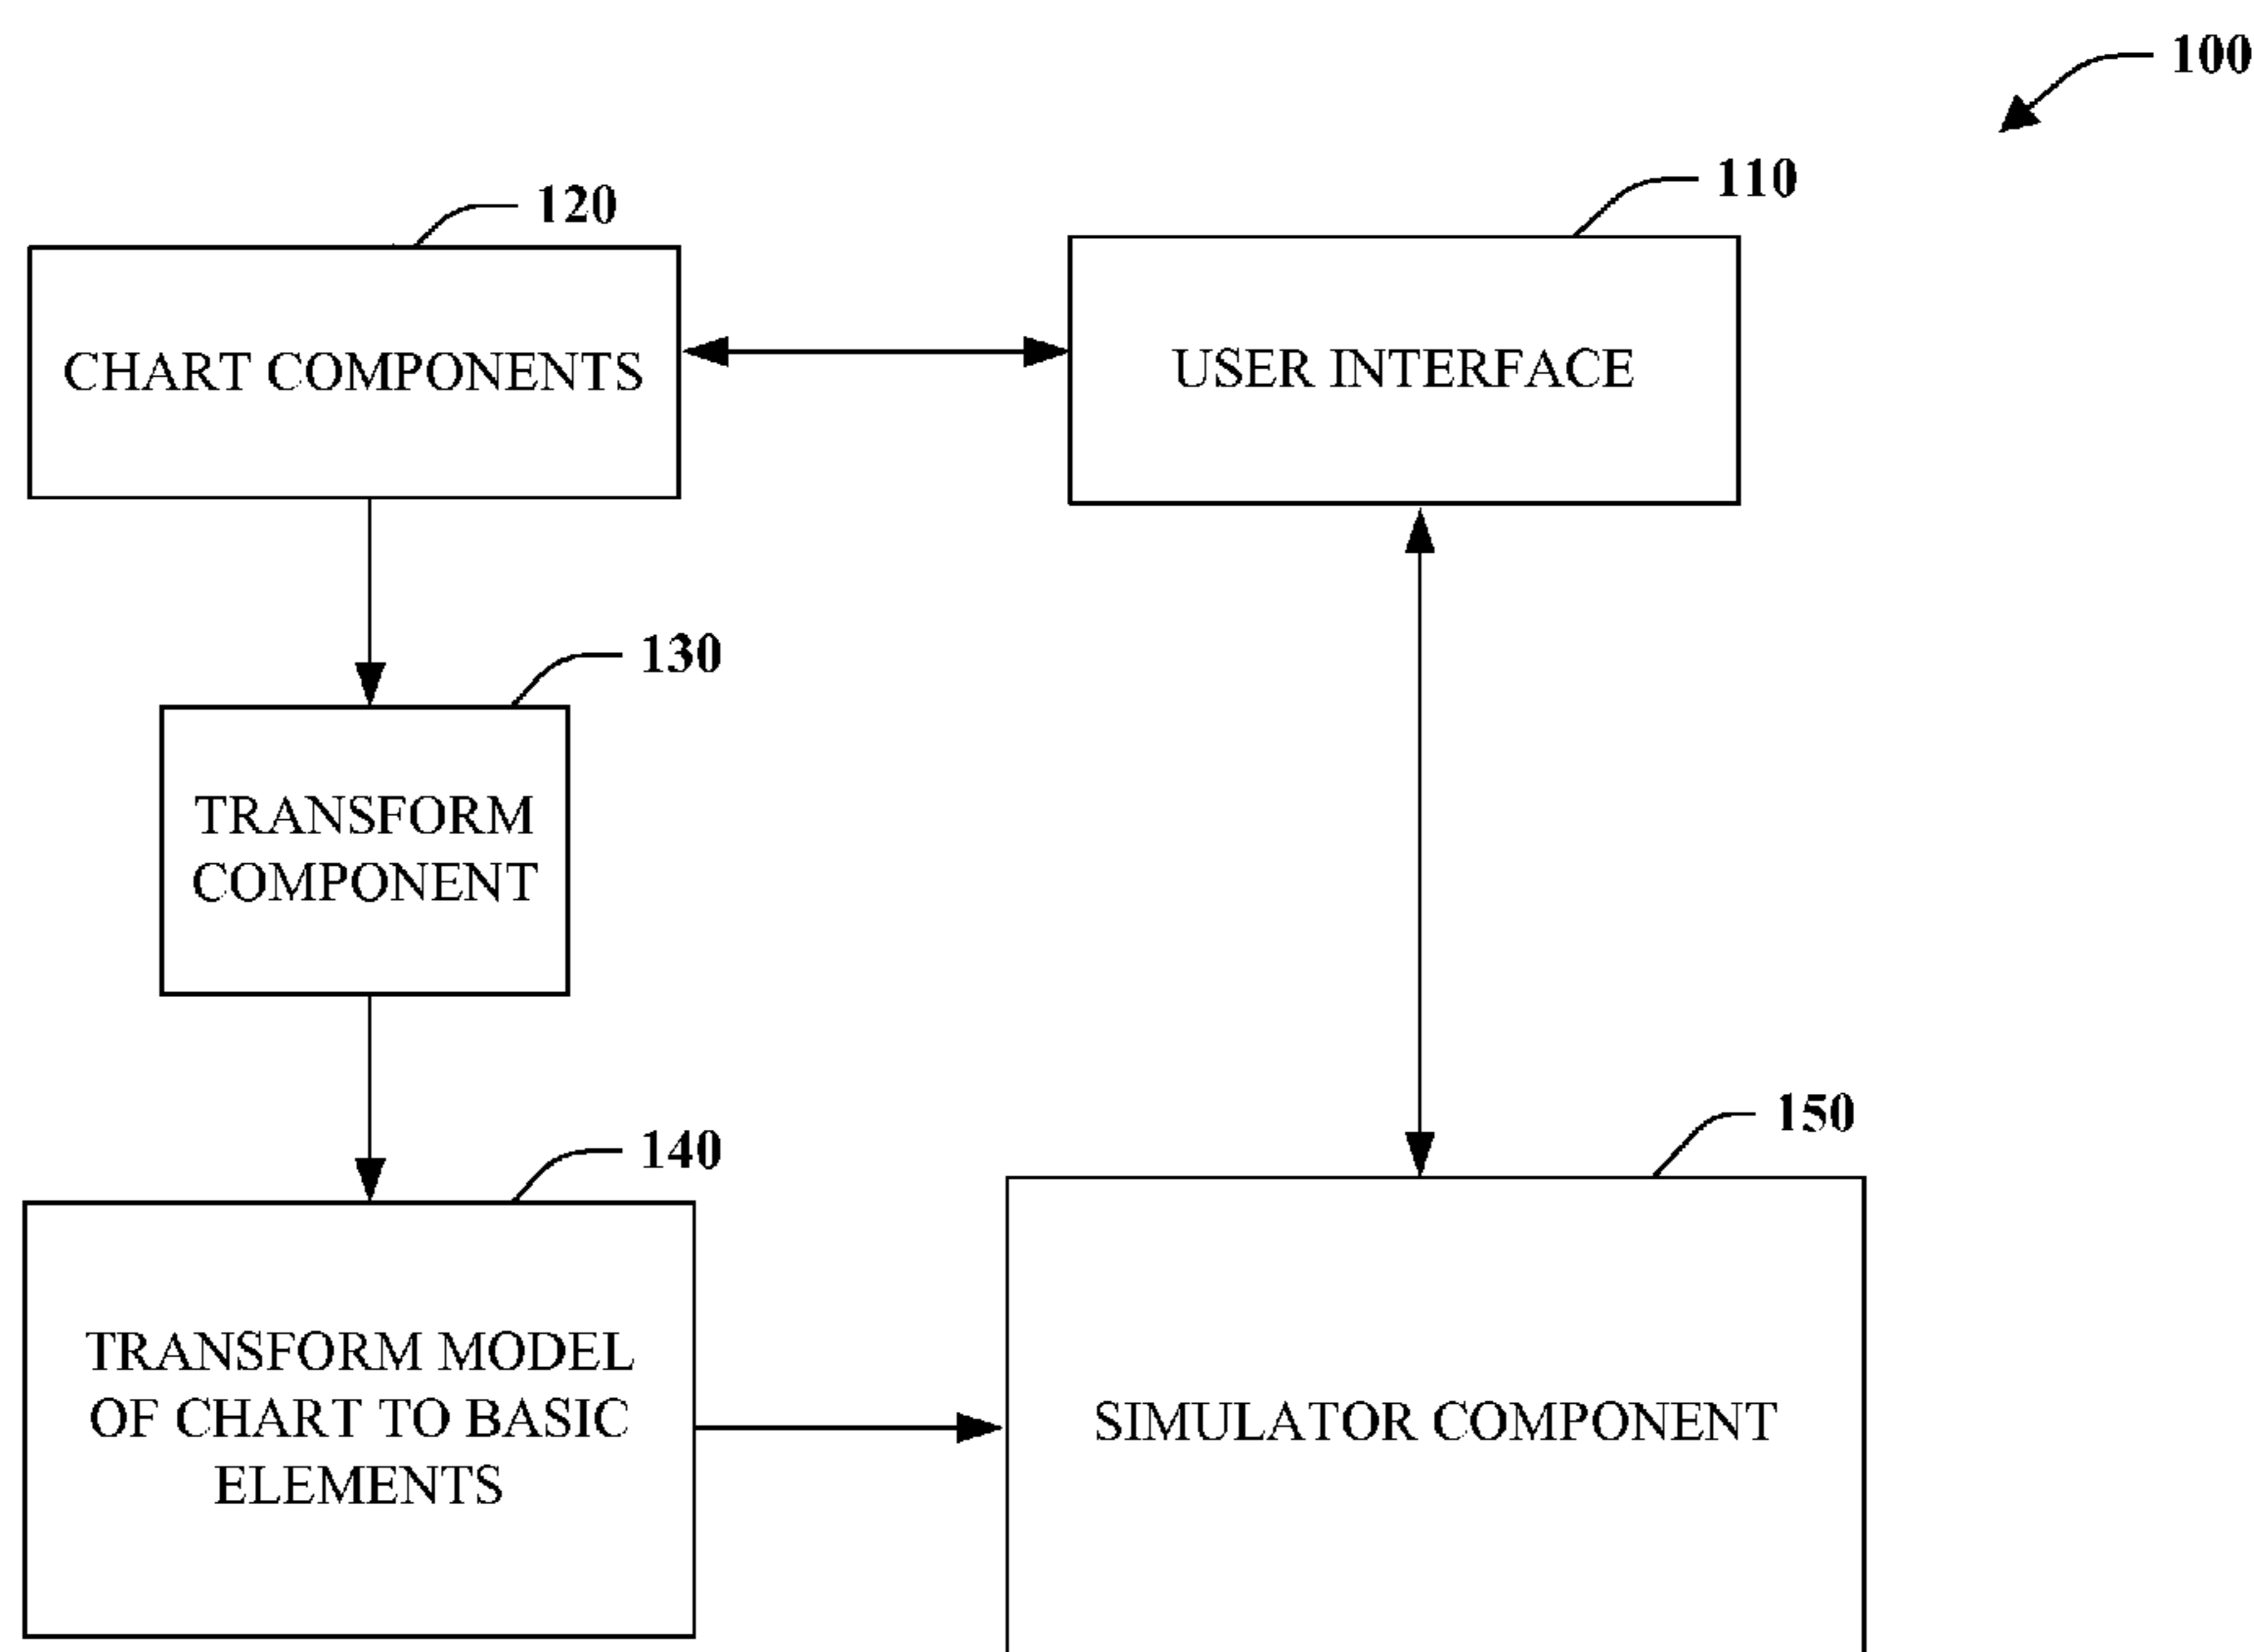 100
110
120
CHART COMPONENTS
USER INTERFACE
130
TRANSFORM
COMPONENT
150
140
TRANSFORM MODEL
OF CHART TO BASIC
ELEMENTS
SIMULATOR COMPONENT